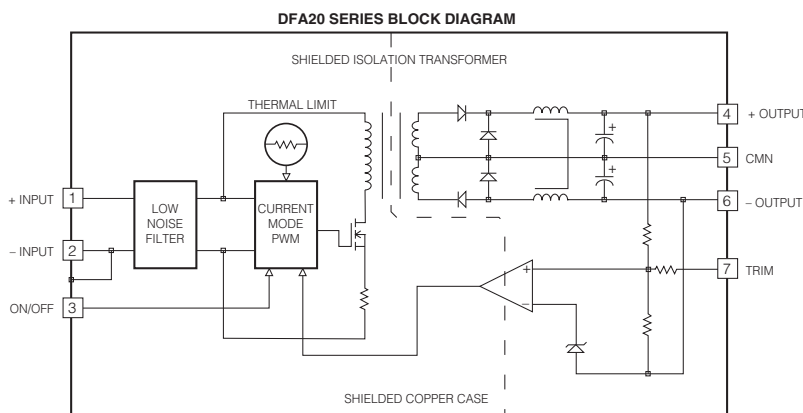 DFA20 SERIES BLOCK DIAGRAM
SHIELDED ISOLATION TRANSFORMER
THERMAL LIMIT
4
+ OUTPUT
+
5
CMN
+
+ INPUT
1
LOW
NOISE
FILTER
CURRENT
MODE
PWM
6
– OUTPUT
– INPUT
2
+
7
TRIM
ON/OFF
3
–
SHIELDED COPPER CASE